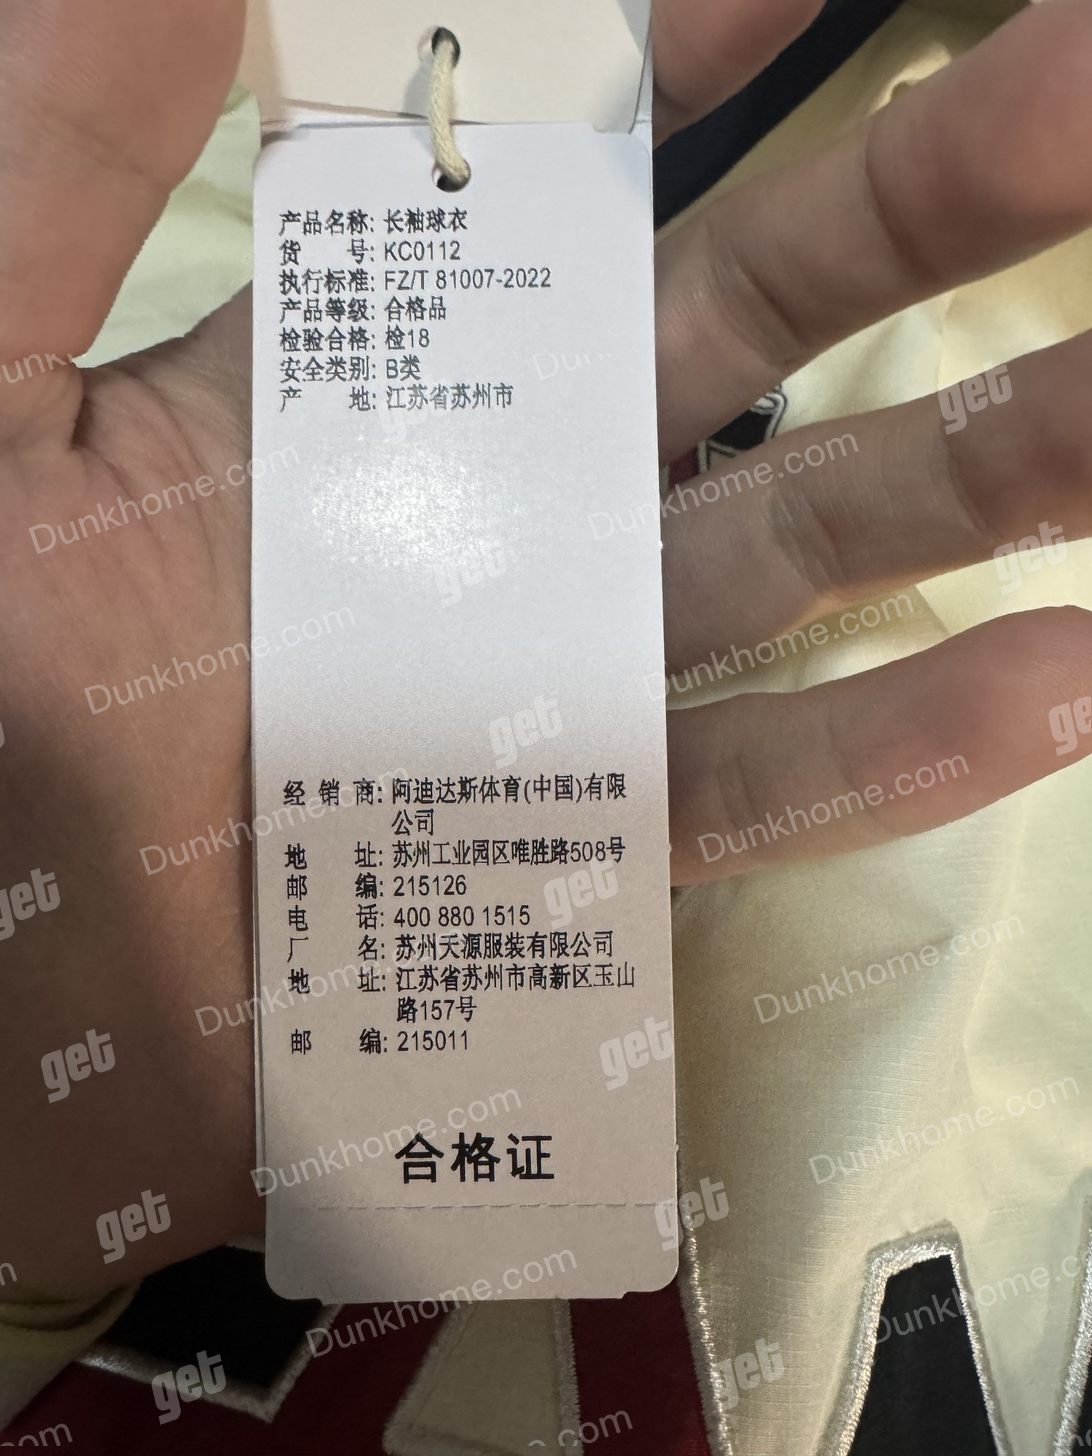 产品名称: 长袖球衣
货 号: KC0112
执行标准: FZ/T 81007-2022
产品等级: 合格品
检验合格: 检18
安全类别: B类
产 地: 江苏省苏州市
经 销 商: 阿迪达斯体育(中国)有限
公司
地 址: 苏州工业园区唯胜路508号
邮 编: 215126
电 话: 400 880 1515
厂 名: 苏州天源服装有限公司
地 址: 江苏省苏州市高新区玉山
路157号
邮 编: 215011
合格证
Dunkhome.com
get